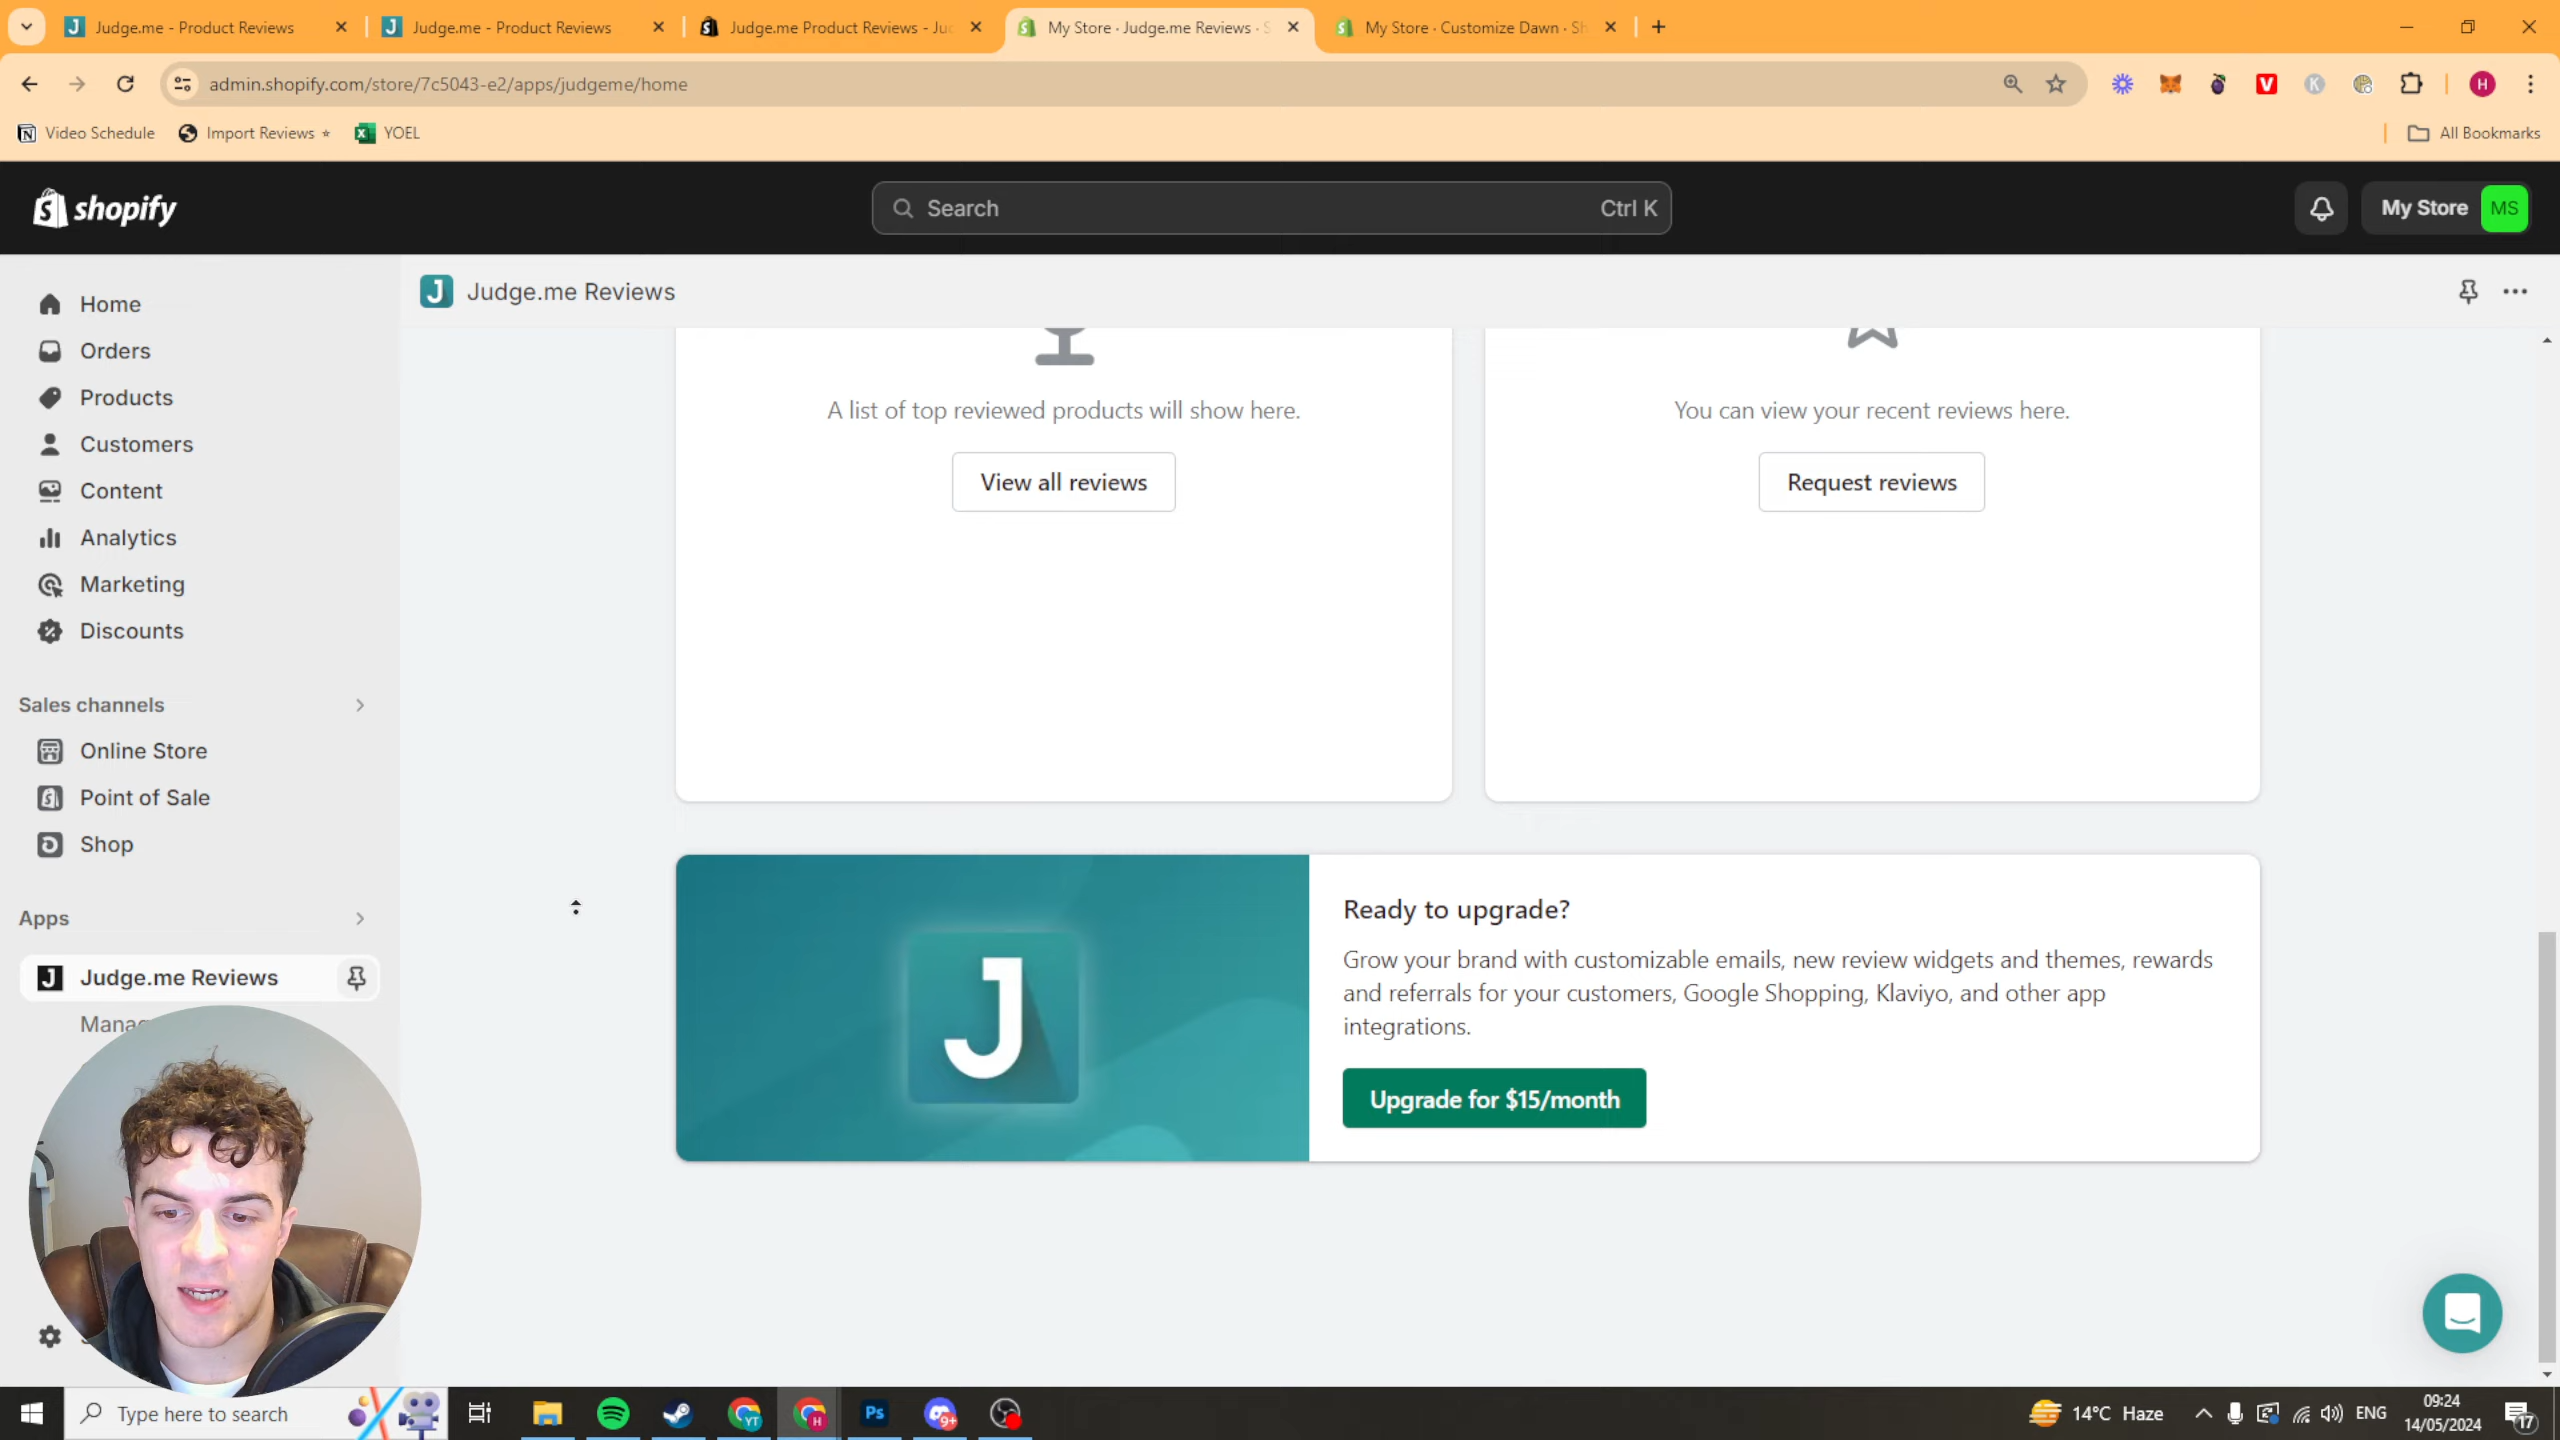 Judge.me - Product Reviews
Judge.me - Product Reviews
Judge.me Product Reviews - Jud
My Store · Judge.me Reviews · S
My Store · Customize Dawn · Sh
admin.shopify.com/store/7c5043-e2/apps/judgeme/home
H
Video Schedule
Import Reviews ★
YOEL
All Bookmarks
shopify
Search
Ctrl K
My Store
MS
Home
Orders
Products
Customers
Content
Analytics
Marketing
Discounts
Sales channels
Online Store
Point of Sale
Shop
Apps
Judge.me Reviews
Judge.me Reviews
A list of top reviewed products will show here.
View all reviews
You can view your recent reviews here.
Request reviews
J
Ready to upgrade?
Grow your brand with customizable emails, new review widgets and themes, rewards
and referrals for your customers, Google Shopping, Klaviyo, and other app
integrations.
Upgrade for $15/month
Type here to search
YT
H
Ps
9+
14°C Haze
ENG
09:24
14/05/2024
17